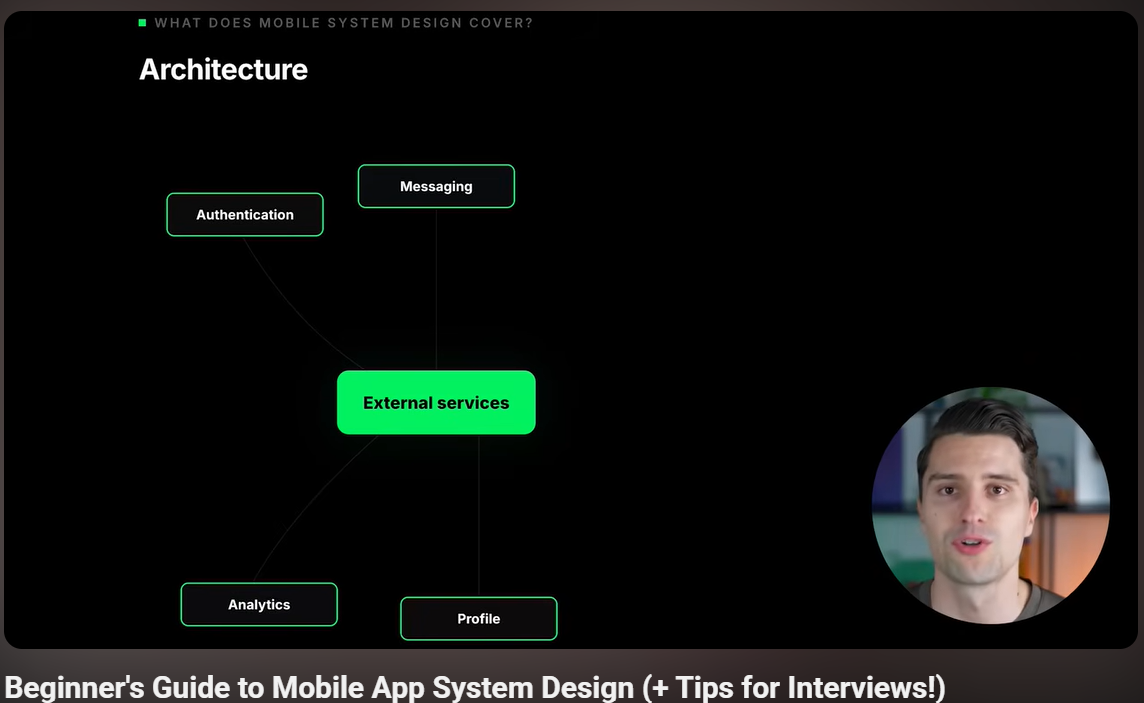 WHAT DOES MOBILE SYSTEM DESIGN COVER?
Architecture
Messaging
Authentication
External services
Analytics
Profile
Beginner's Guide to Mobile App System Design (+ Tips for Interviews!)